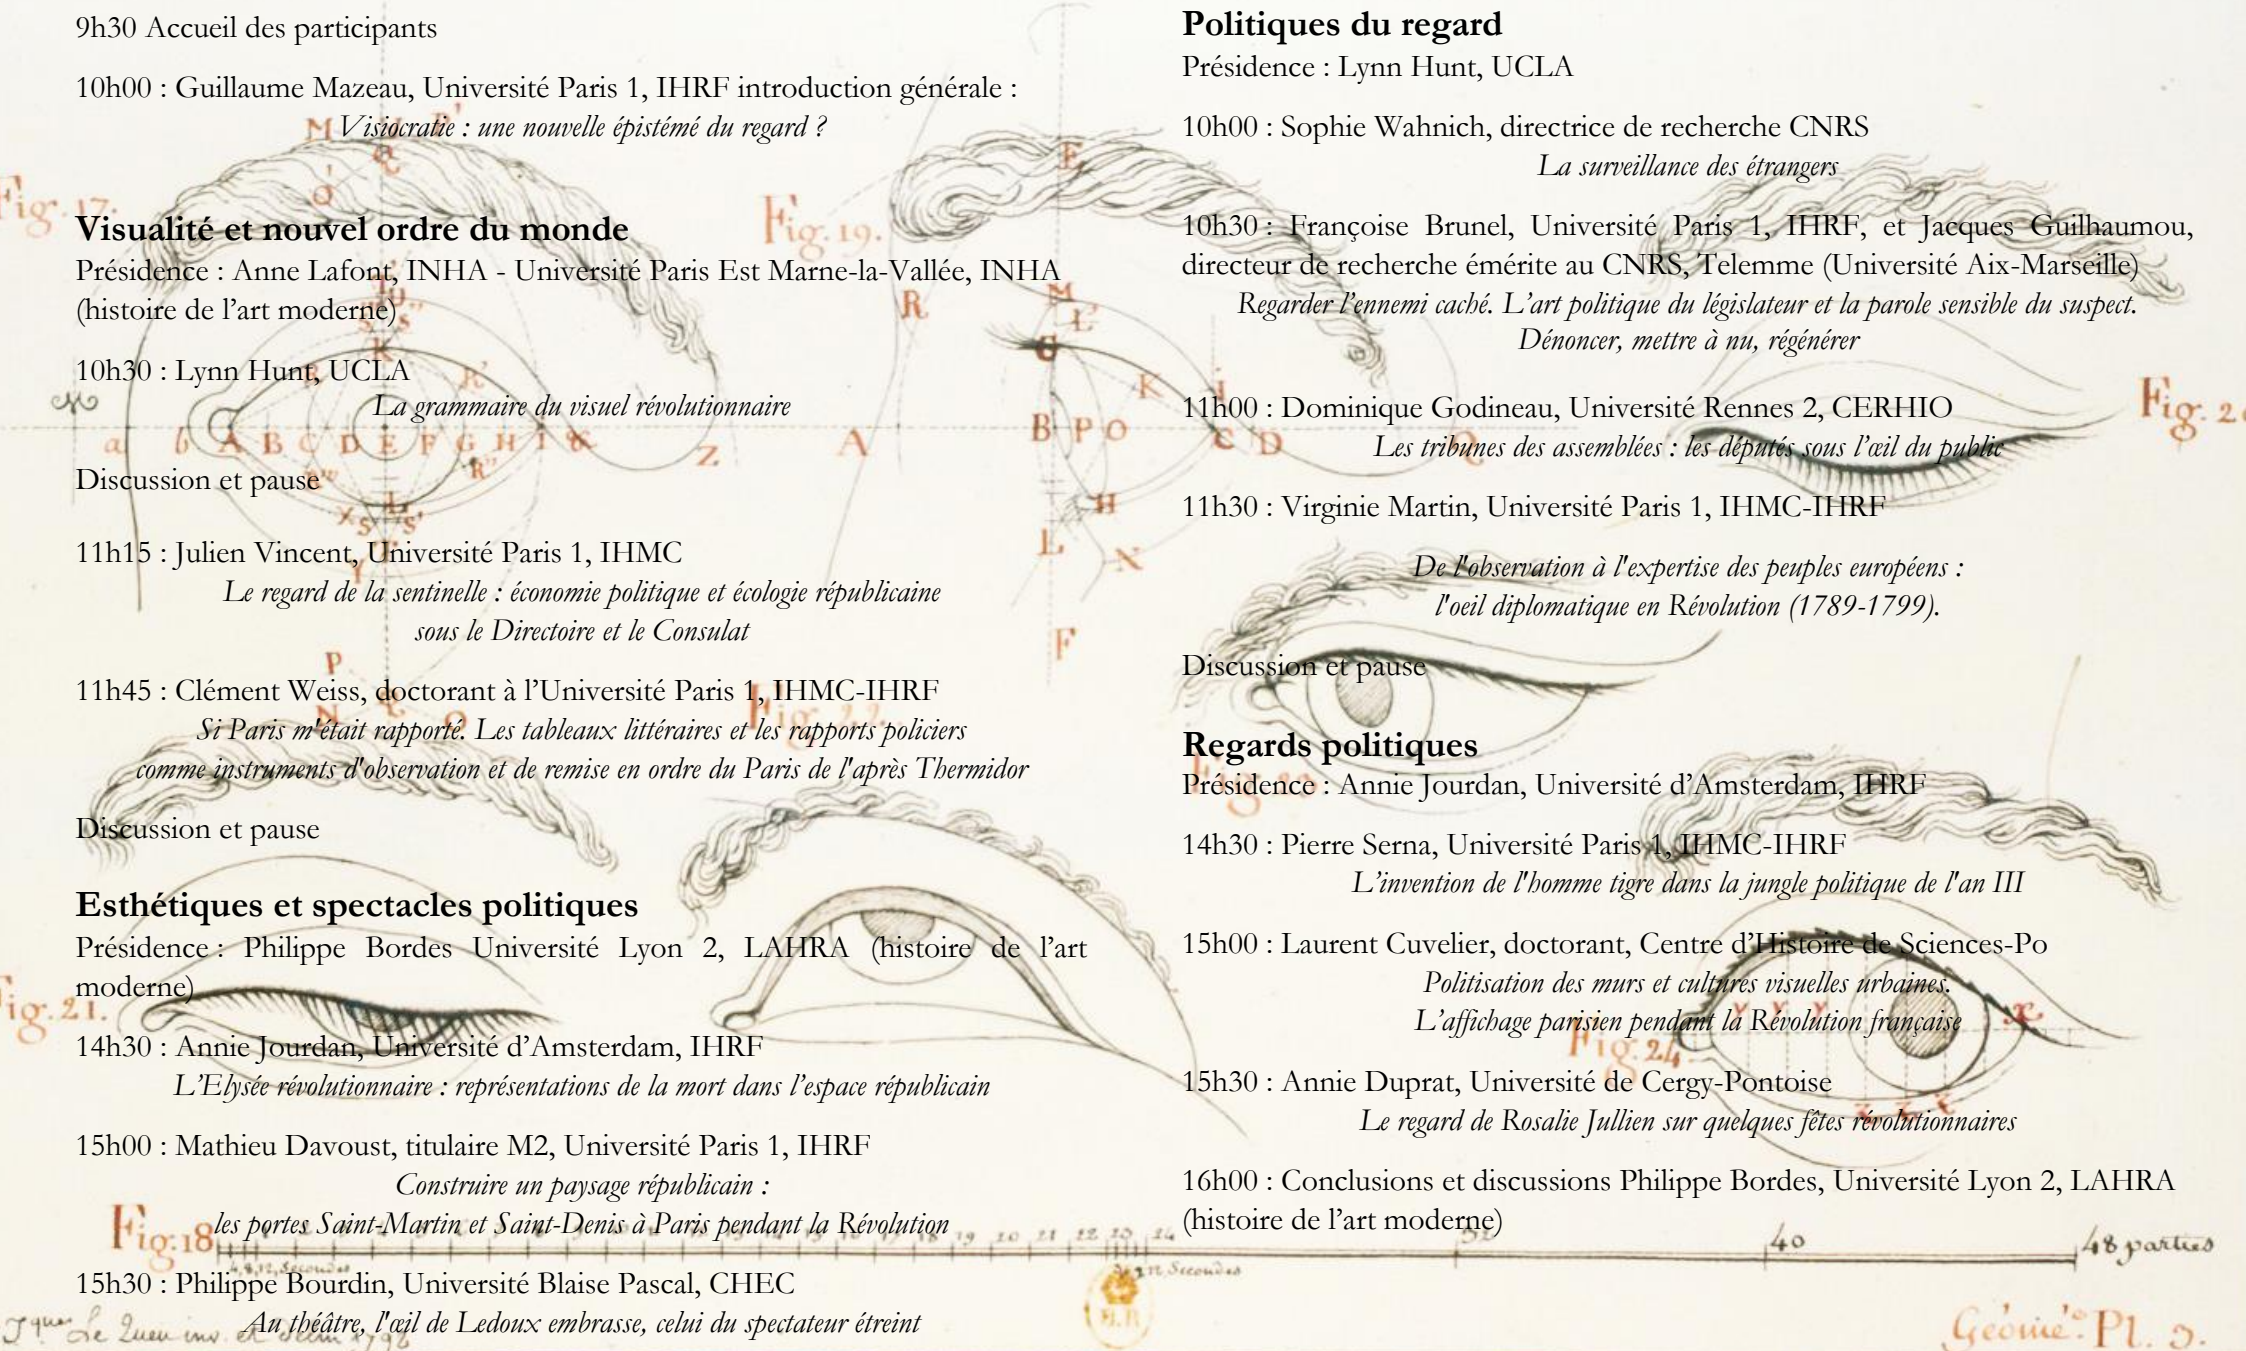 9h30 Accueil des participants
10h00 : Guillaume Mazeau, Université Paris 1, IHRF introduction générale :
Visiocratie : une nouvelle épistémé du regard ?
Visualité et nouvel ordre du monde
Présidence : Anne Lafont, INHA - Université Paris Est Marne-la-Vallée, INHA
(histoire de l’art moderne)
10h30 : Lynn Hunt, UCLA
La grammaire du visuel révolutionnaire
Discussion et pause
11h15 : Julien Vincent, Université Paris 1, IHMC
Le regard de la sentinelle : économie politique et écologie républicaine
sous le Directoire et le Consulat
11h45 : Clément Weiss, doctorant à l’Université Paris 1, IHMC-IHRF
Si Paris m'était rapporté. Les tableaux littéraires et les rapports policiers
comme instruments d'observation et de remise en ordre du Paris de l'après Thermidor
Discussion et pause
Esthétiques et spectacles politiques
Présidence : Philippe Bordes Université Lyon 2, LAHRA (histoire de l’art
moderne)
14h30 : Annie Jourdan, Université d’Amsterdam, IHRF
L’Elysée révolutionnaire : représentations de la mort dans l’espace républicain
15h00 : Mathieu Davoust, titulaire M2, Université Paris 1, IHRF
Construire un paysage républicain :
les portes Saint-Martin et Saint-Denis à Paris pendant la Révolution
15h30 : Philippe Bourdin, Université Blaise Pascal, CHEC
Au théâtre, l'œil de Ledoux embrasse, celui du spectateur étreint
Politiques du regard
Présidence : Lynn Hunt, UCLA
10h00 : Sophie Wahnich, directrice de recherche CNRS
La surveillance des étrangers
10h30 : Françoise Brunel, Université Paris 1, IHRF, et Jacques Guilhaumou,
directeur de recherche émérite au CNRS, Telemme (Université Aix-Marseille)
Regarder l’ennemi caché. L’art politique du législateur et la parole sensible du suspect.
Dénoncer, mettre à nu, régénérer
11h00 : Dominique Godineau, Université Rennes 2, CERHIO
Les tribunes des assemblées : les députés sous l’œil du public
11h30 : Virginie Martin, Université Paris 1, IHMC-IHRF
De l'observation à l'expertise des peuples européens :
l'oeil diplomatique en Révolution (1789-1799).
Discussion et pause
Regards politiques
Présidence : Annie Jourdan, Université d’Amsterdam, IHRF
14h30 : Pierre Serna, Université Paris 1, IHMC-IHRF
L’invention de l'homme tigre dans la jungle politique de l'an III
15h00 : Laurent Cuvelier, doctorant, Centre d’Histoire de Sciences-Po
Politisation des murs et cultures visuelles urbaines.
L’affichage parisien pendant la Révolution française
15h30 : Annie Duprat, Université de Cergy-Pontoise
Le regard de Rosalie Jullien sur quelques fêtes révolutionnaires
16h00 : Conclusions et discussions Philippe Bordes, Université Lyon 2, LAHRA
(histoire de l’art moderne)
Fig. 17.
Fig. 19.
Fig. 21.
Fig. 24
Fig. 18
40
48 parties
Pl. 5.